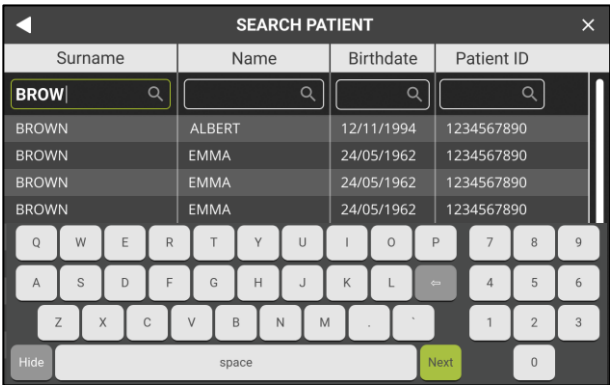 SEARCH PATIENT ×
Surname Name Birthdate Patient ID
BROW
BROWN ALBERT 12/11/1994 1234567890
BROWN EMMA 24/05/1962 1234567890
BROWN EMMA 24/05/1962 1234567890
BROWN EMMA 24/05/1962 1234567890
Q W E R T Y U I O P 7 8 9
A S D F G H J K L ⇦ 4 5 6
Z X C V B N M . ` 1 2 3
Hide space Next 0